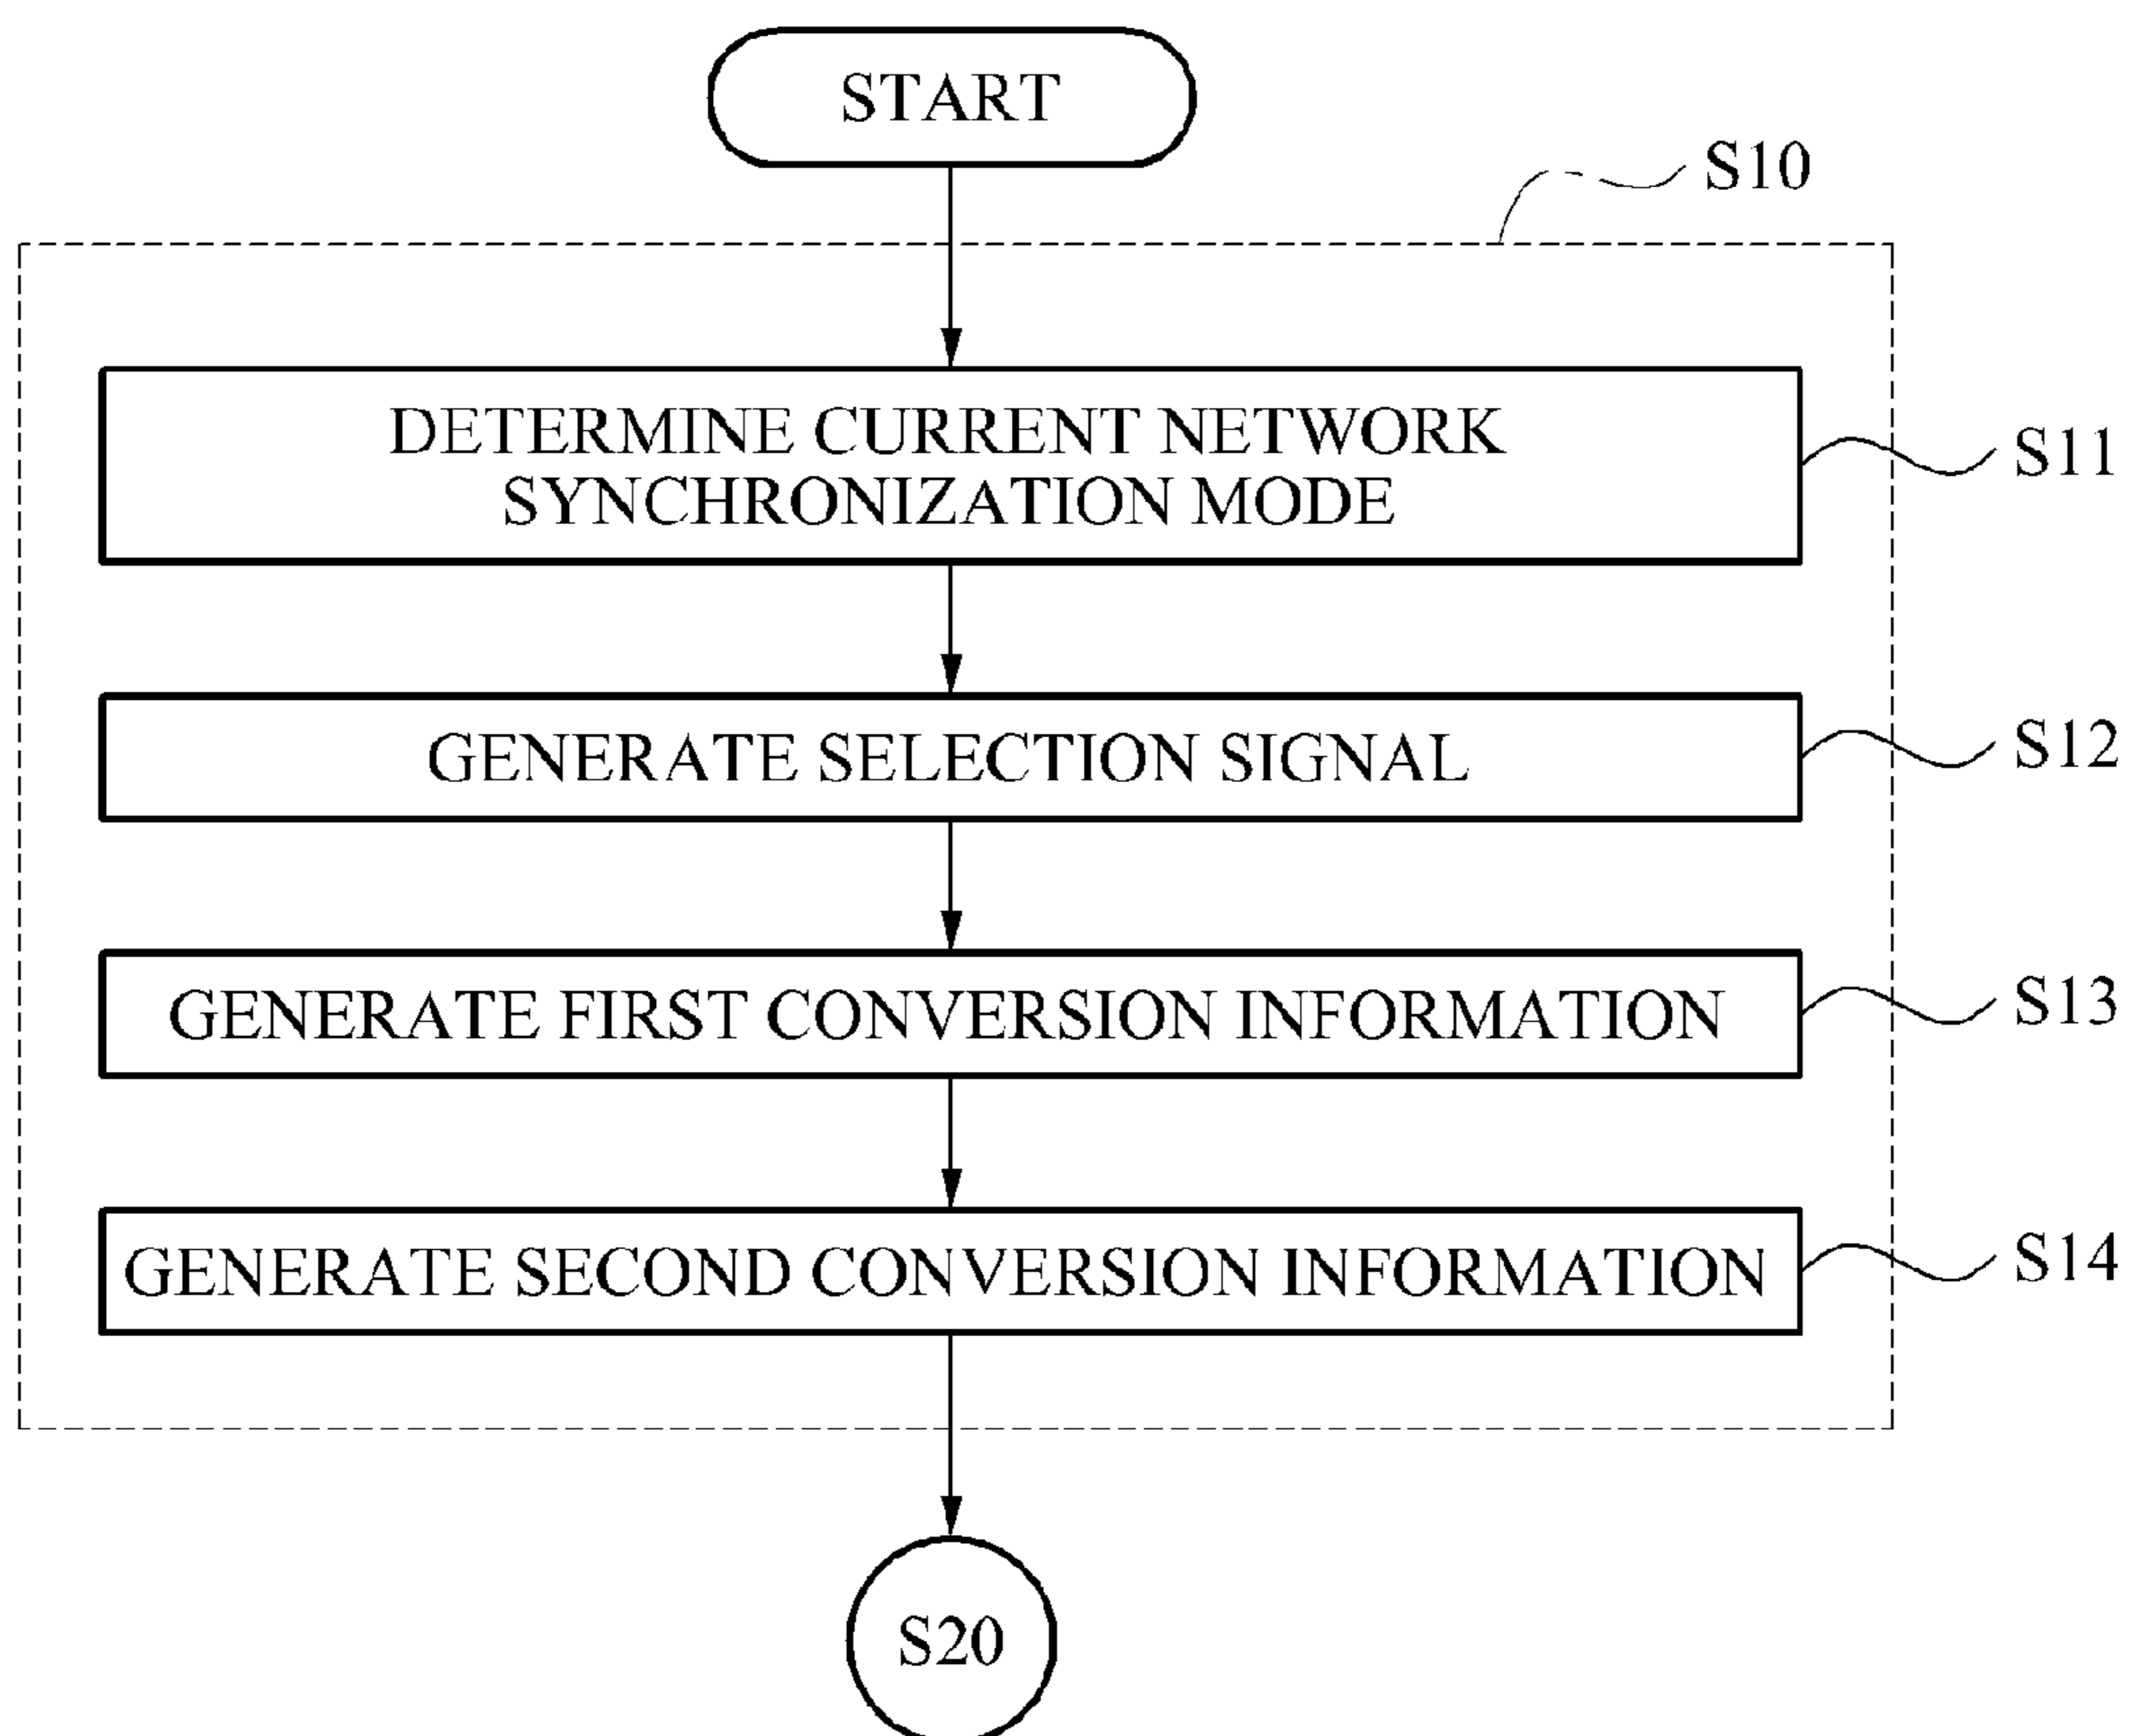 START
S10
DETERMINE CURRENT NETWORK
SYNCHRONIZATION MODE
S11
GENERATE SELECTION SIGNAL
S12
GENERATE FIRST CONVERSION INFORMATION
S13
GENERATE SECOND CONVERSION INFORMATION
S14
S20